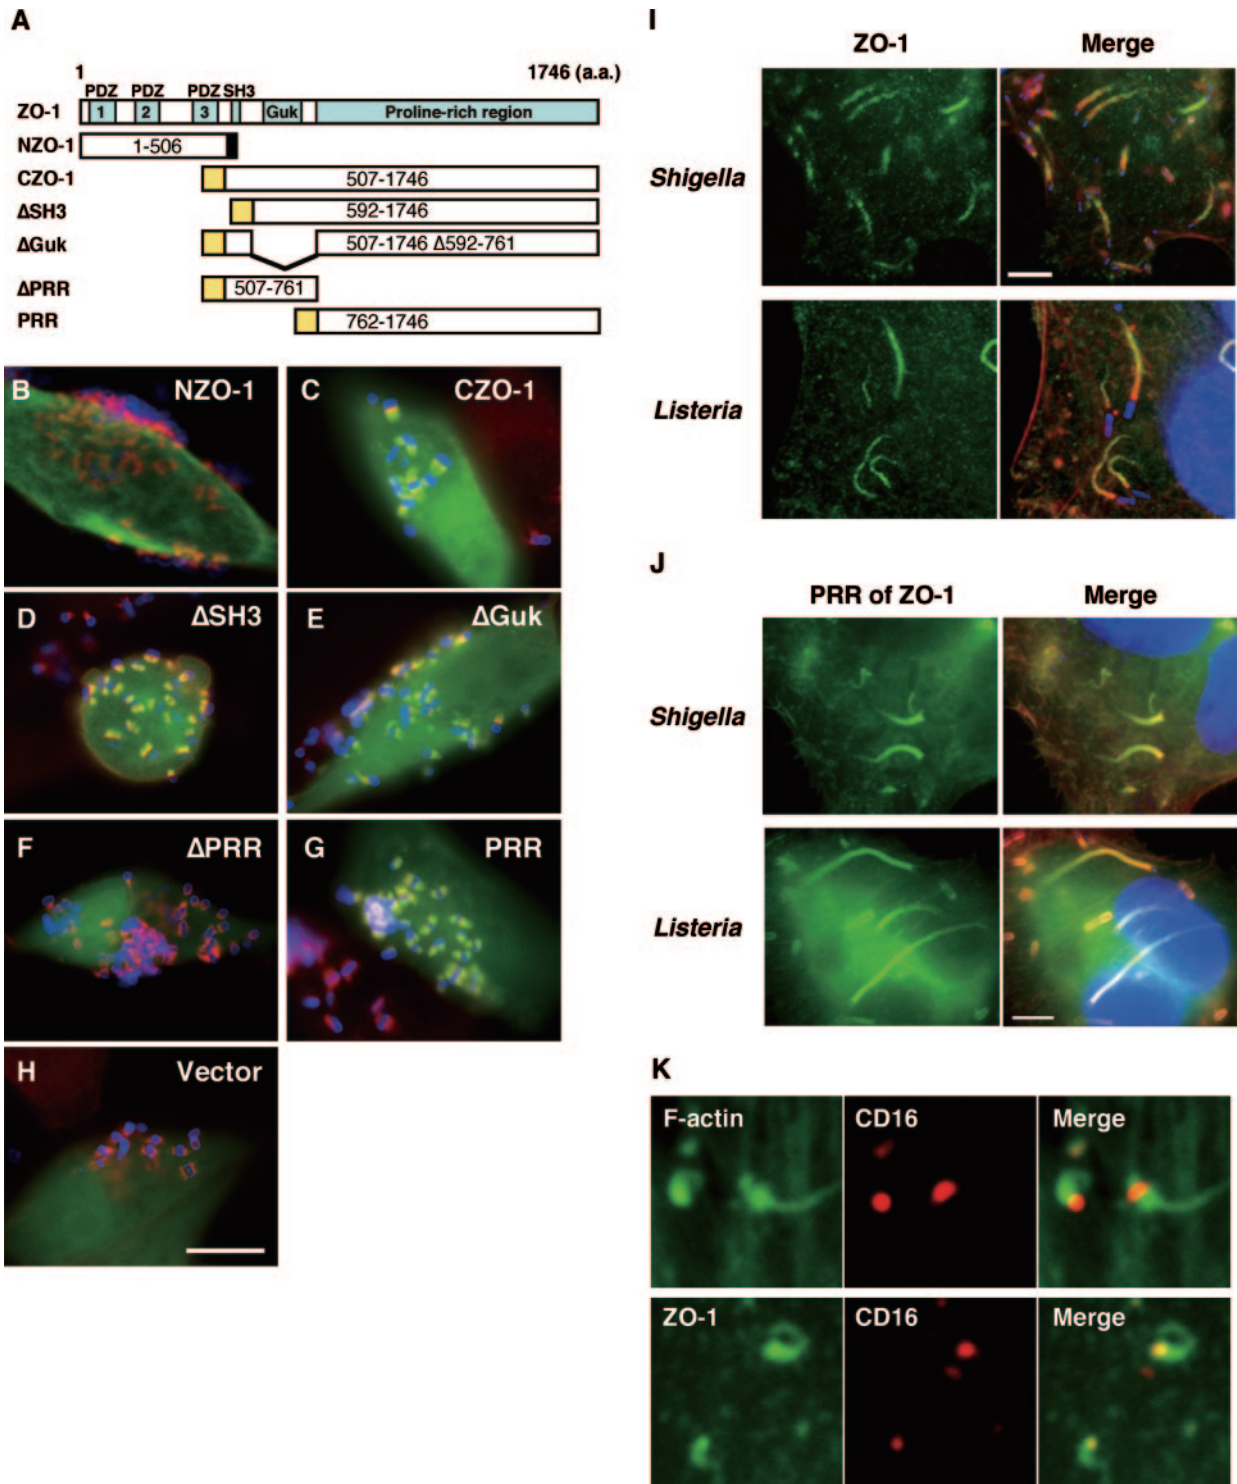 A
1 1746 (a.a.)
PDZ PDZ PDZ SH3
ZO-1 1 2 3 Guk Proline-rich region
NZO-1 1-506
CZO-1 507-1746
ΔSH3 592-1746
ΔGuk 507-1746 Δ592-761
ΔPRR 507-761
PRR 762-1746
B NZO-1
C CZO-1
D ΔSH3
E ΔGuk
F ΔPRR
G PRR
H Vector
I
ZO-1 Merge
Shigella
Listeria
J
PRR of ZO-1 Merge
Shigella
Listeria
K
F-actin CD16 Merge
ZO-1 CD16 Merge